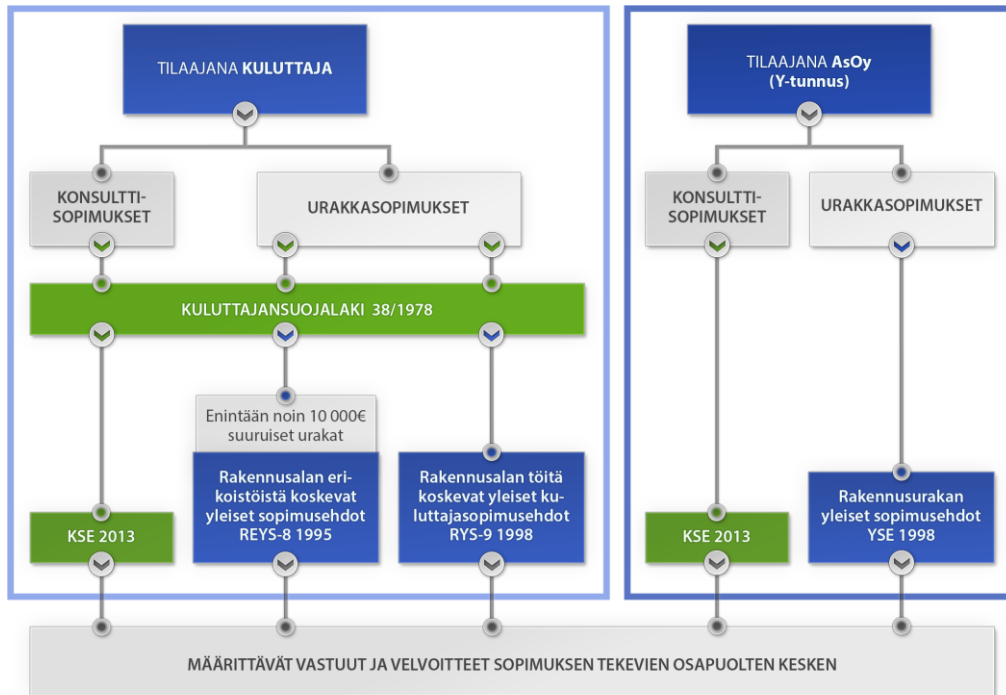 TILAAJANA KULUTTAJA
KONSULTTI-
SOPIMUKSET
URAKKASOPIMUKSET
KULUTTAJANSUOJALAKI 38/1978
Enintään noin 10 000€
suuruiset urakat
KSE 2013
Rakennusalan eri-
koistöistä koskevat
yleiset sopimusehdot
REYS-8 1995
Rakennusalan töitä
koskevat yleiset ku-
luttajasopimusehdot
RYS-9 1998
TILAAJANA AsOy
(Y-tunnus)
KONSULTTI-
SOPIMUKSET
URAKKASOPIMUKSET
KSE 2013
Rakennusurakan
yleiset sopimusehdot
YSE 1998
MÄÄRITTÄVÄT VASTUUT JA VELVOITTEET SOPIMUKSEN TEKEVIEN OSAPUOLTEN KESKEN